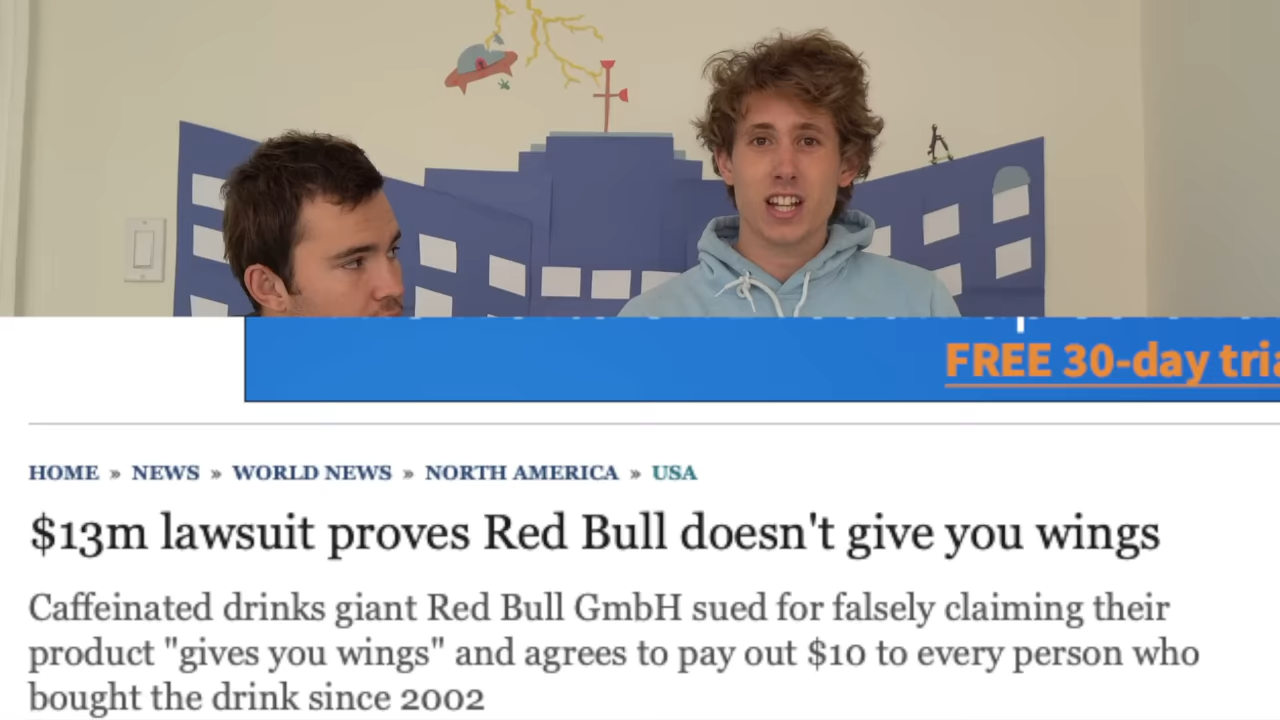 FREE 30-day tria
HOME » NEWS » WORLD NEWS » NORTH AMERICA » USA
$13m lawsuit proves Red Bull doesn't give you wings
Caffeinated drinks giant Red Bull GmbH sued for falsely claiming their
product "gives you wings" and agrees to pay out $10 to every person who
bought the drink since 2002